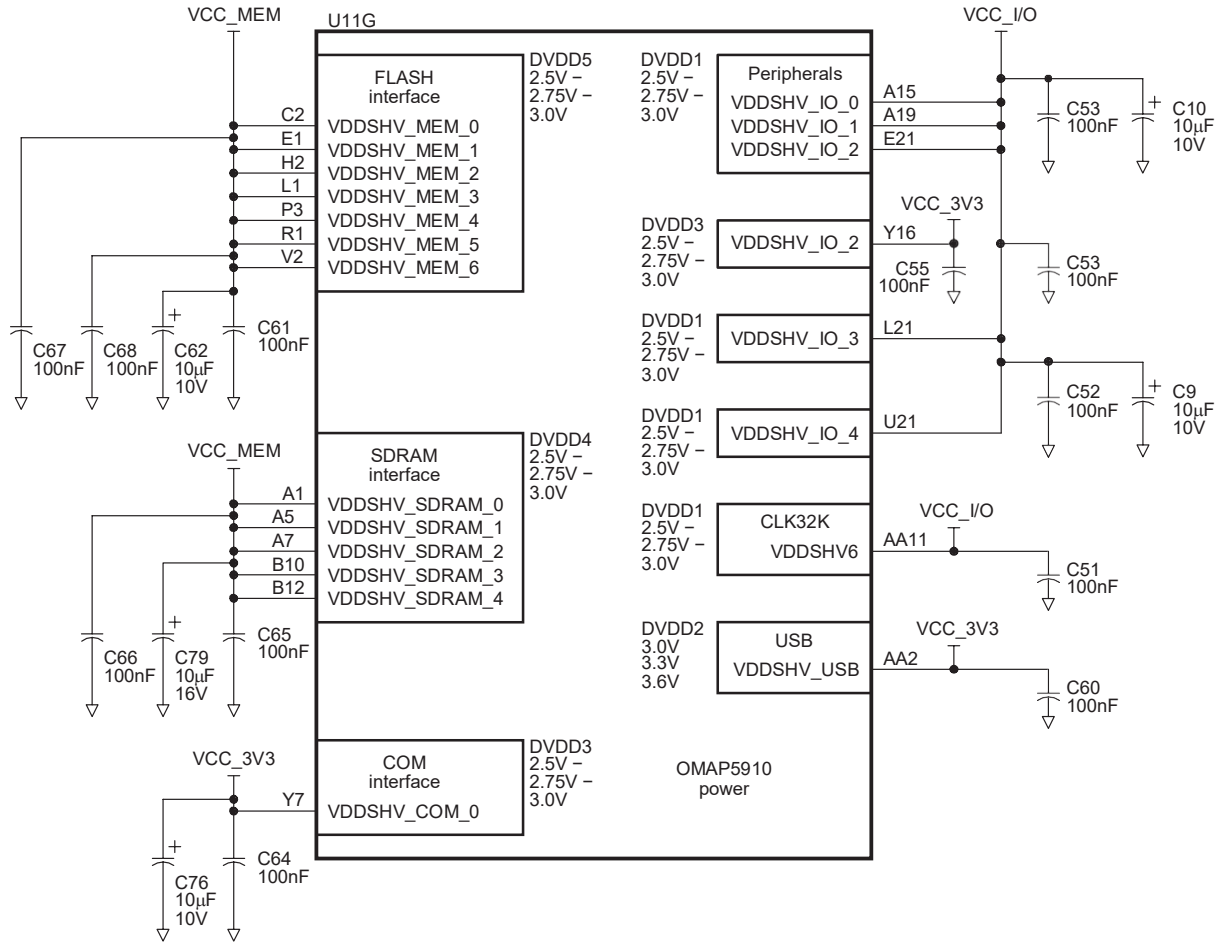 VCC_MEM
U11G
VCC_I/O
FLASH
interface
DVDD5
2.5V –
2.75V –
3.0V
C2
VDDSHV_MEM_0
E1
VDDSHV_MEM_1
H2
VDDSHV_MEM_2
L1
VDDSHV_MEM_3
P3
VDDSHV_MEM_4
R1
VDDSHV_MEM_5
V2
VDDSHV_MEM_6
C67
100nF
C68
100nF
+
C62
10µF
10V
C61
100nF
DVDD1
2.5V –
2.75V –
3.0V
Peripherals
VDDSHV_IO_0
A15
VDDSHV_IO_1
A19
VDDSHV_IO_2
E21
C53
100nF
+
C10
10µF
10V
DVDD3
2.5V –
2.75V –
3.0V
VDDSHV_IO_2
Y16
VCC_3V3
C55
100nF
C53
100nF
DVDD1
2.5V –
2.75V –
3.0V
VDDSHV_IO_3
L21
C52
100nF
+
C9
10µF
10V
DVDD1
2.5V –
2.75V –
3.0V
VDDSHV_IO_4
U21
VCC_MEM
SDRAM
interface
DVDD4
2.5V –
2.75V –
3.0V
A1
VDDSHV_SDRAM_0
A5
VDDSHV_SDRAM_1
A7
VDDSHV_SDRAM_2
B10
VDDSHV_SDRAM_3
B12
VDDSHV_SDRAM_4
C66
100nF
+
C79
10µF
16V
C65
100nF
DVDD1
2.5V –
2.75V –
3.0V
CLK32K
VDDSHV6
AA11
VCC_I/O
C51
100nF
DVDD2
3.0V
3.3V
3.6V
USB
VDDSHV_USB
AA2
VCC_3V3
C60
100nF
VCC_3V3
COM
interface
DVDD3
2.5V –
2.75V –
3.0V
Y7
VDDSHV_COM_0
+
C76
10µF
10V
C64
100nF
OMAP5910
power